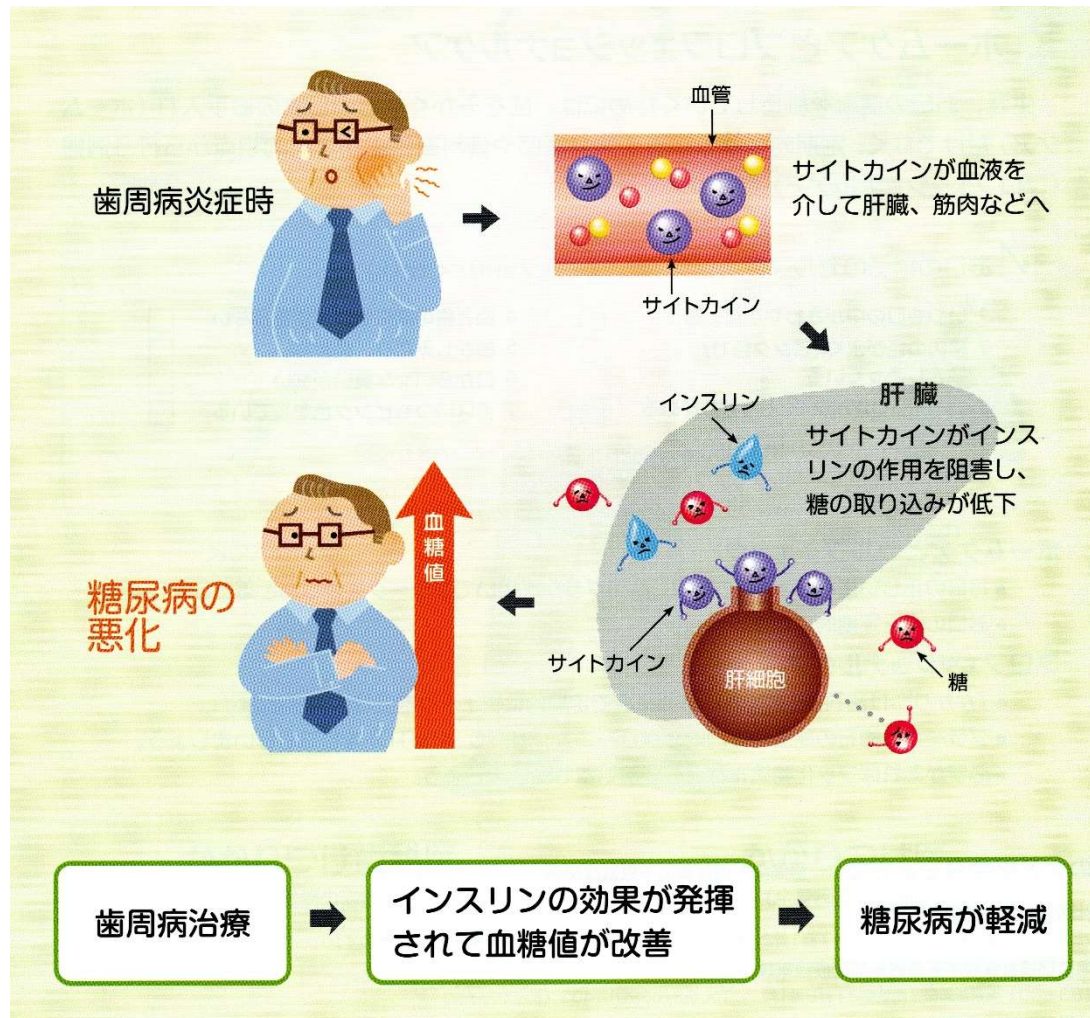 歯周病炎症時
血管
サイトカインが血液を
介して肝臓、筋肉などへ
サイトカイン
肝臓
サイトカインがインス
リンの作用を阻害し、
糖の取り込みが低下
インスリン
サイトカイン
肝細胞
糖
血糖値
糖尿病の
悪化
歯周病治療
インスリンの効果が発揮
されて血糖値が改善
糖尿病が軽減